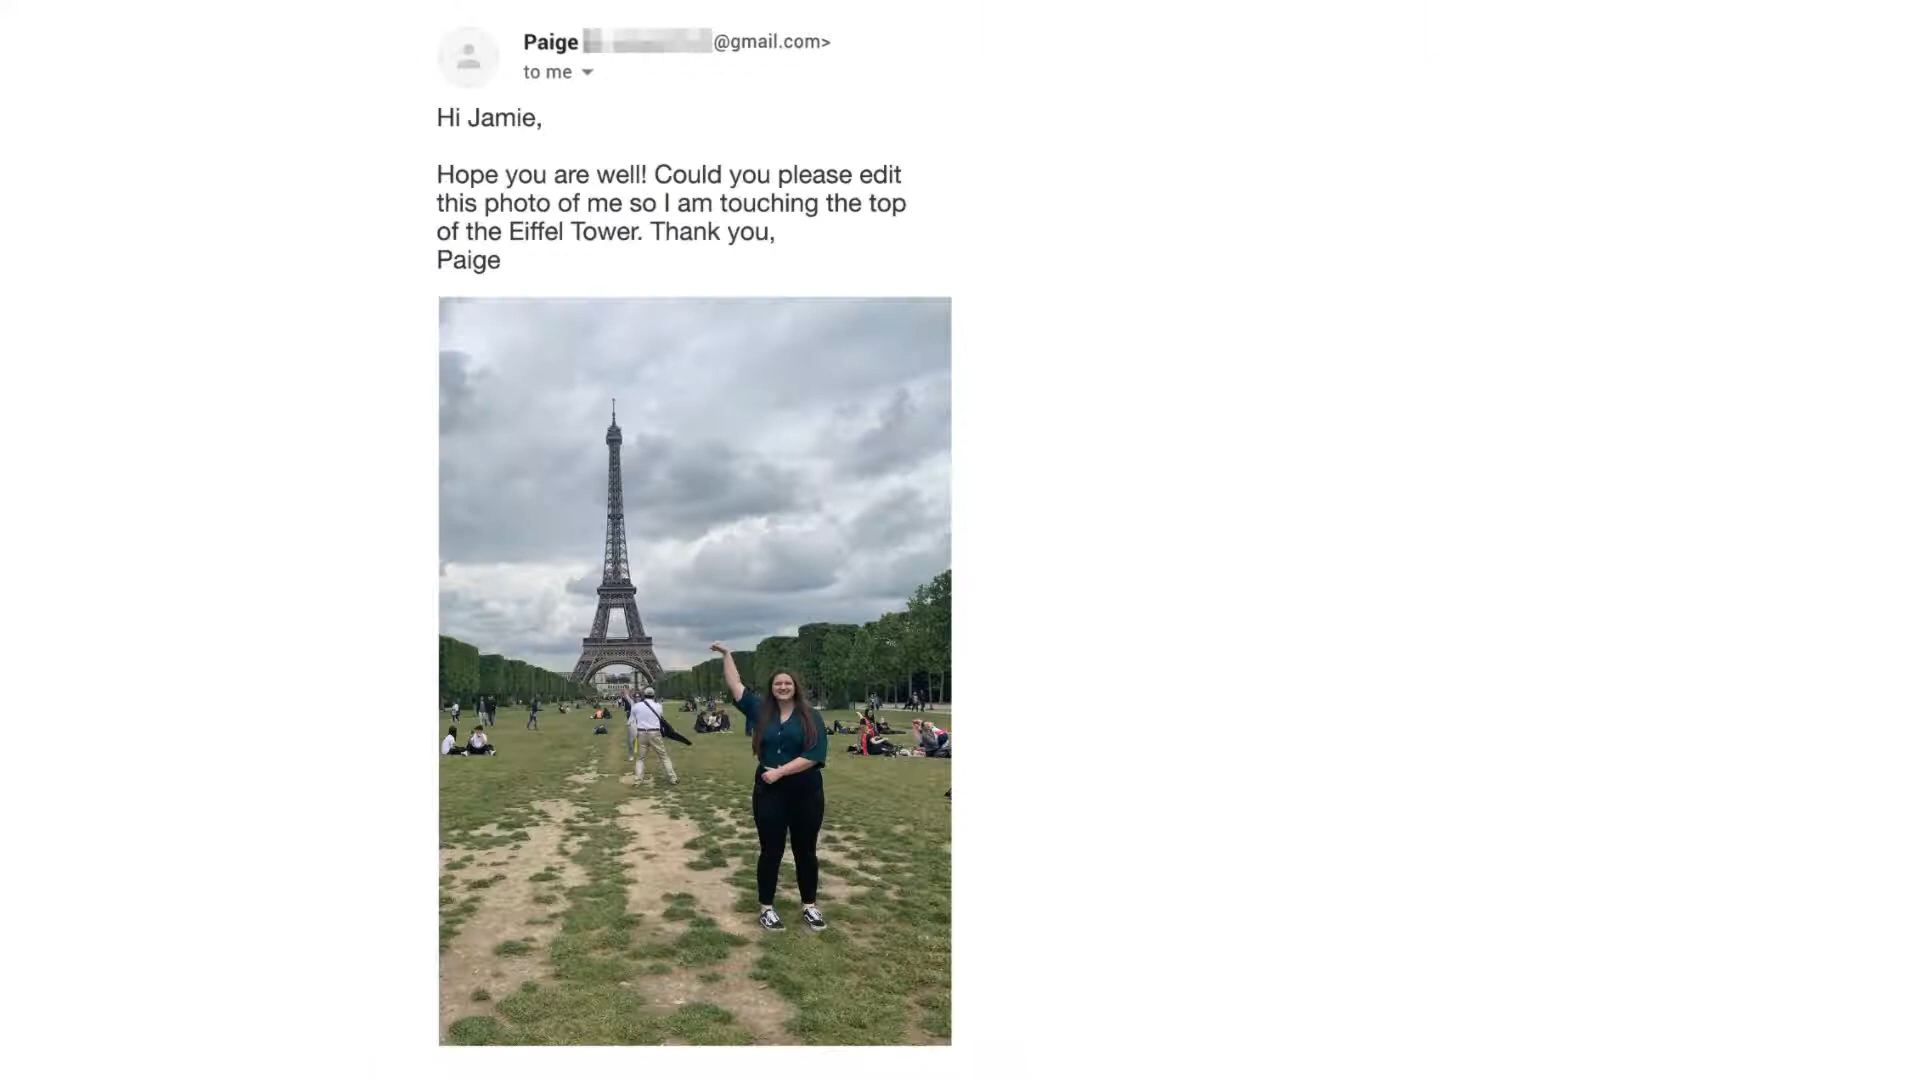 Paige @gmail.com>
to me
Hi Jamie,
Hope you are well! Could you please edit
this photo of me so I am touching the top
of the Eiffel Tower. Thank you,
Paige